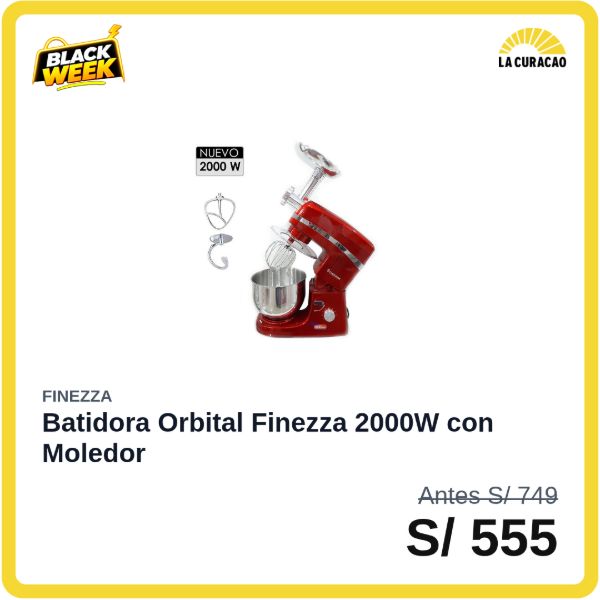 BLACK
WEEK
LA CURACAO
NUEVO
2000 W
FINEZZA
Batidora Orbital Finezza 2000W con
Moledor
Antes S/ 749
S/ 555